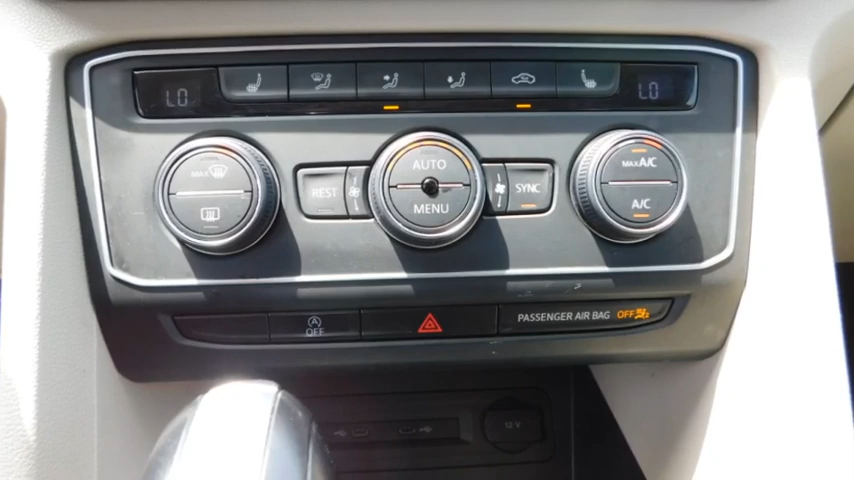 LO
LO
MAX
AUTO
MAX A/C
REST
SYNC
MENU
A/C
A
OFF
PASSENGER AIR BAG OFF
12 V